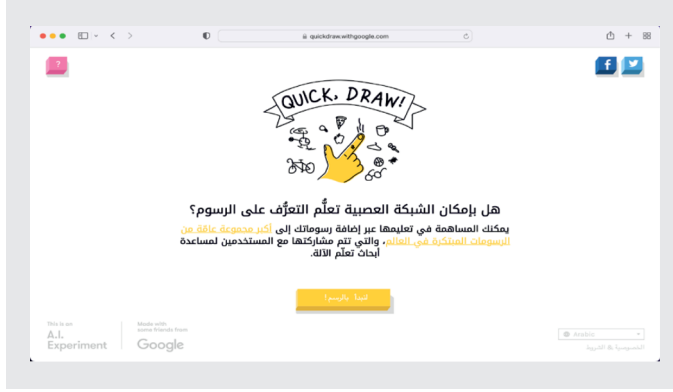 quickdraw.withgoogle.com
?
f
QUICK, DRAW!
هل بإمكان الشبكة العصبية تعلُّم التعرُّف على الرسوم؟
يمكنك المساهمة في تعليمها عبر إضافة رسوماتك إلى أكبر مجموعة عامّة من
الرسومات المبتكرة في العالم، والتي تتم مشاركتها مع المستخدمين لمساعدة
أبحاث تعلّم الآلة.
لنبدأ بالرسم!
This is an
A.I.
Experiment
Made with
some friends from
Google
Arabic
الخصوصية &